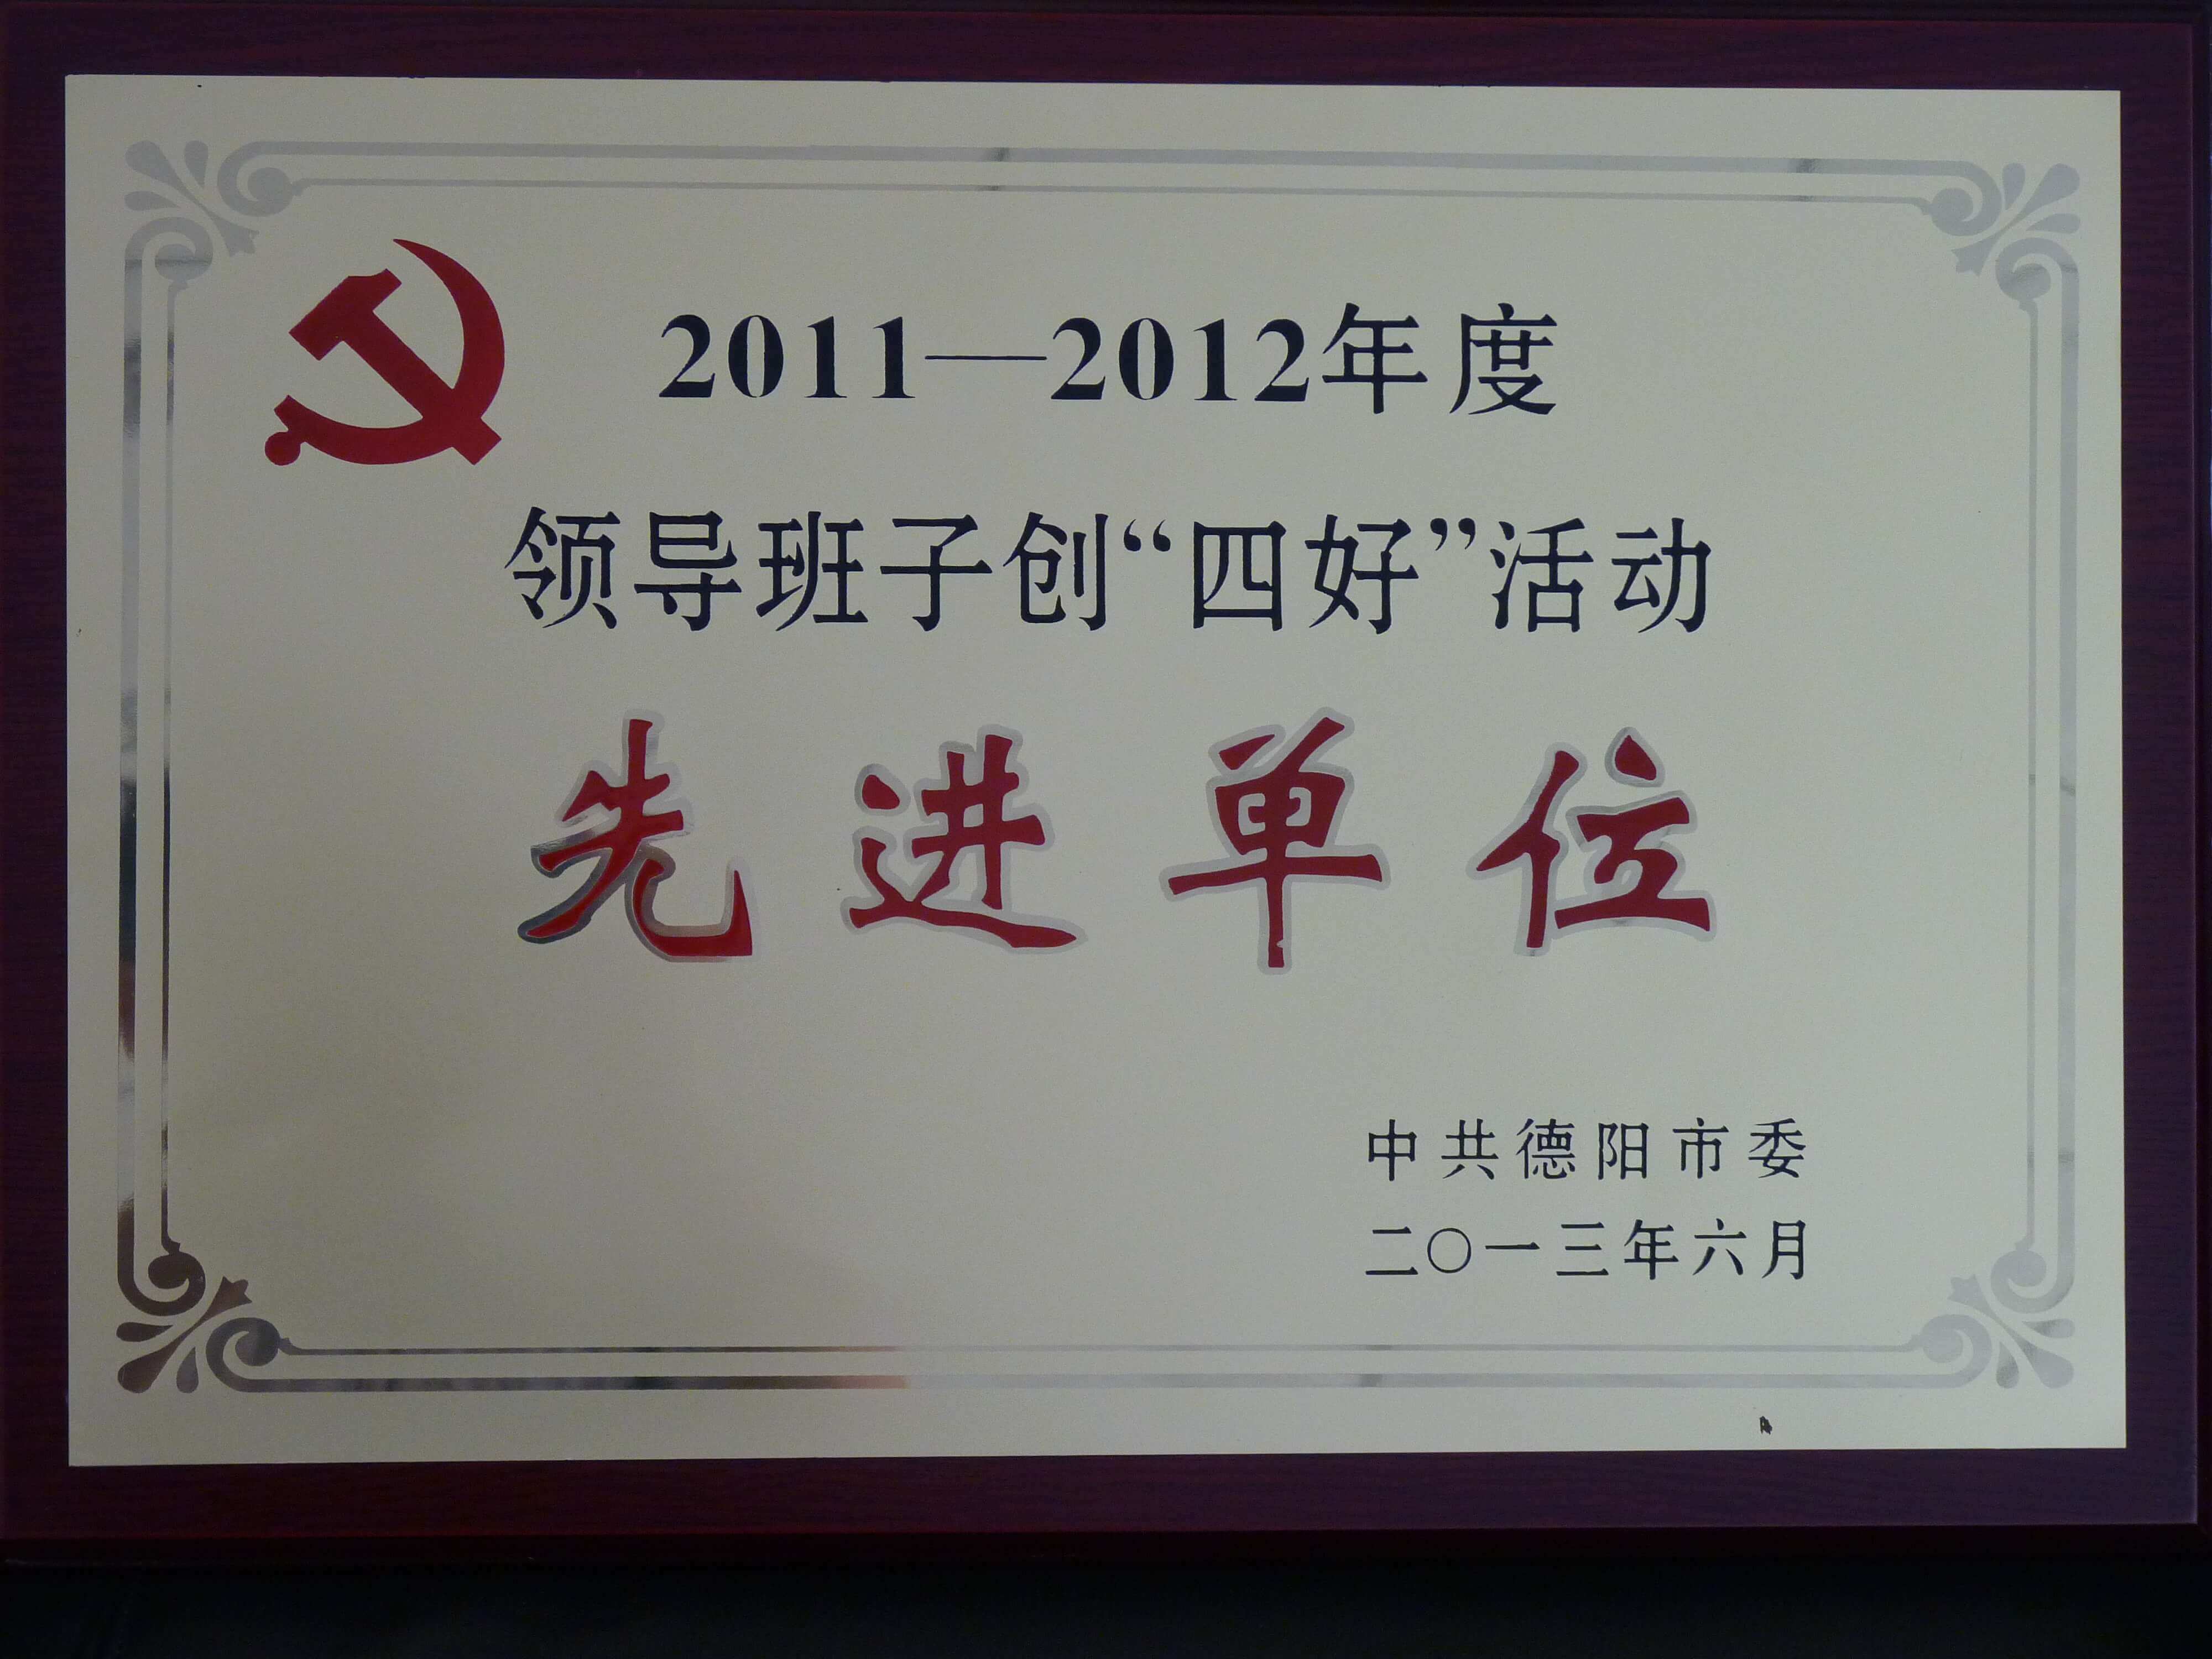 2011—2012年度
领导班子创“四好”活动
先进单位
中共德阳市委
二〇一三年六月